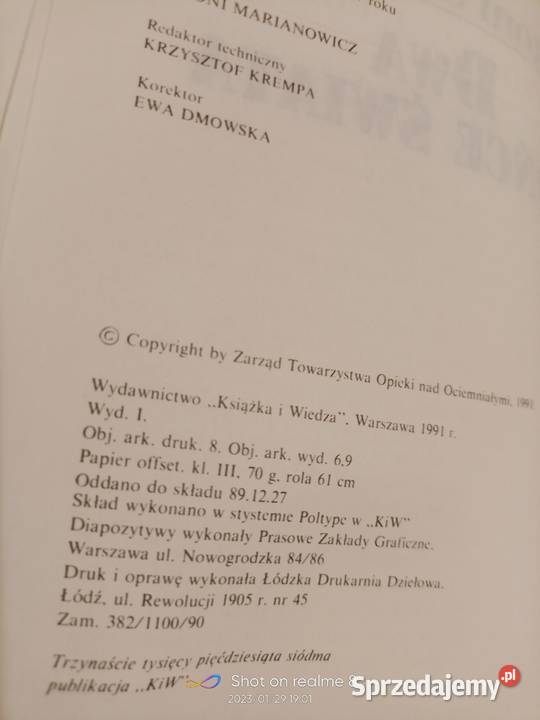 roku
ONI MARIANOWICZ
Redaktor techniczny
KRZYSZTOF KREMPA
Korektor
EWA DMOWSKA
© Copyright by Zarząd Towarzystwa Opieki nad Ociemniałymi, 1991
Wydawnictwo „Książka i Wiedza", Warszawa 1991 r.
Wyd. I.
Obj. ark. druk. 8. Obj. ark. wyd. 6,9
Papier offset. kl. III, 70 g, rola 61 cm
Oddano do składu 89.12.27
Skład wykonano w stystemie Poltype w „KiW"
Diapozytywy wykonały Prasowe Zakłady Graficzne,
Warszawa ul. Nowogrodzka 84/86
Druk i oprawę wykonała Łódzka Drukarnia Dziełowa.
Łódź, ul. Rewolucji 1905 r. nr 45
Zam. 382/1100/90
Trzynaście tysięcy pięćdziesiąta siódma
publikacja „KiW"
Shot on realme 8
2023.01.29 19:01
Sprzedajemy.pl